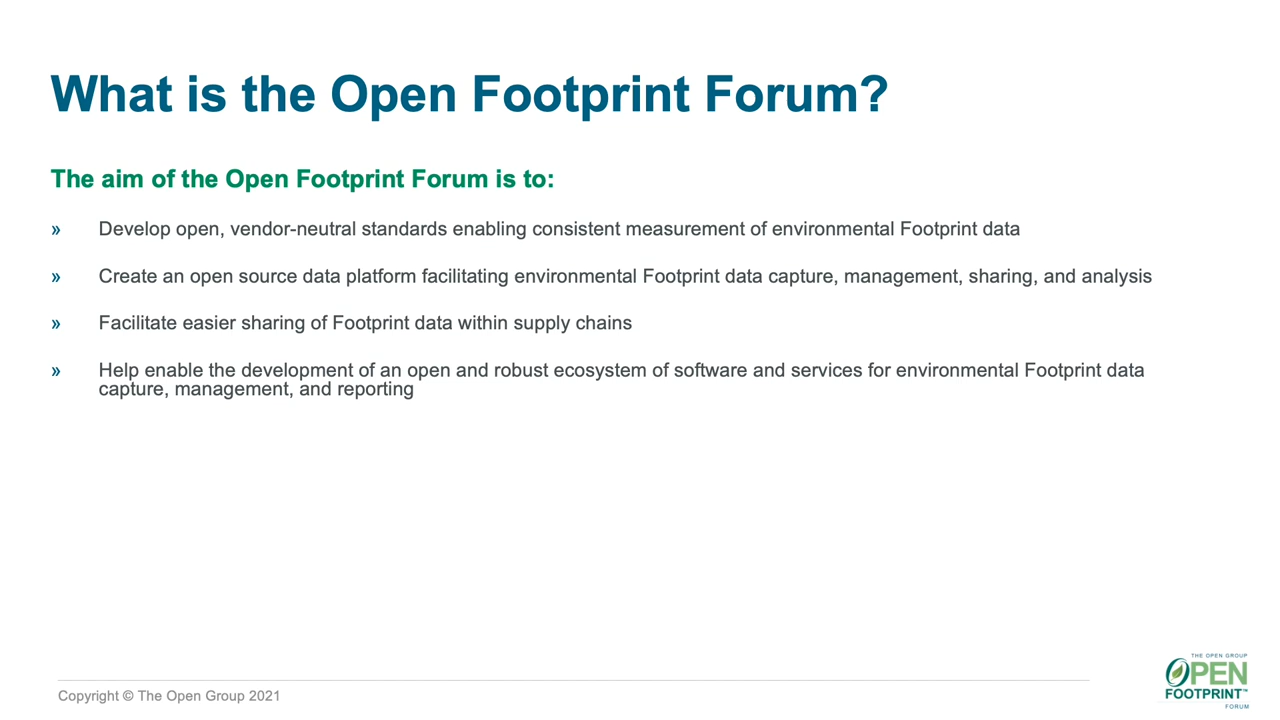 What is the Open Footprint Forum?
The aim of the Open Footprint Forum is to:
» Develop open, vendor-neutral standards enabling consistent measurement of environmental Footprint data
» Create an open source data platform facilitating environmental Footprint data capture, management, sharing, and analysis
» Facilitate easier sharing of Footprint data within supply chains
» Help enable the development of an open and robust ecosystem of software and services for environmental Footprint data
capture, management, and reporting
Copyright © The Open Group 2021
THE OPEN GROUP
OPEN
FOOTPRINT™
FORUM